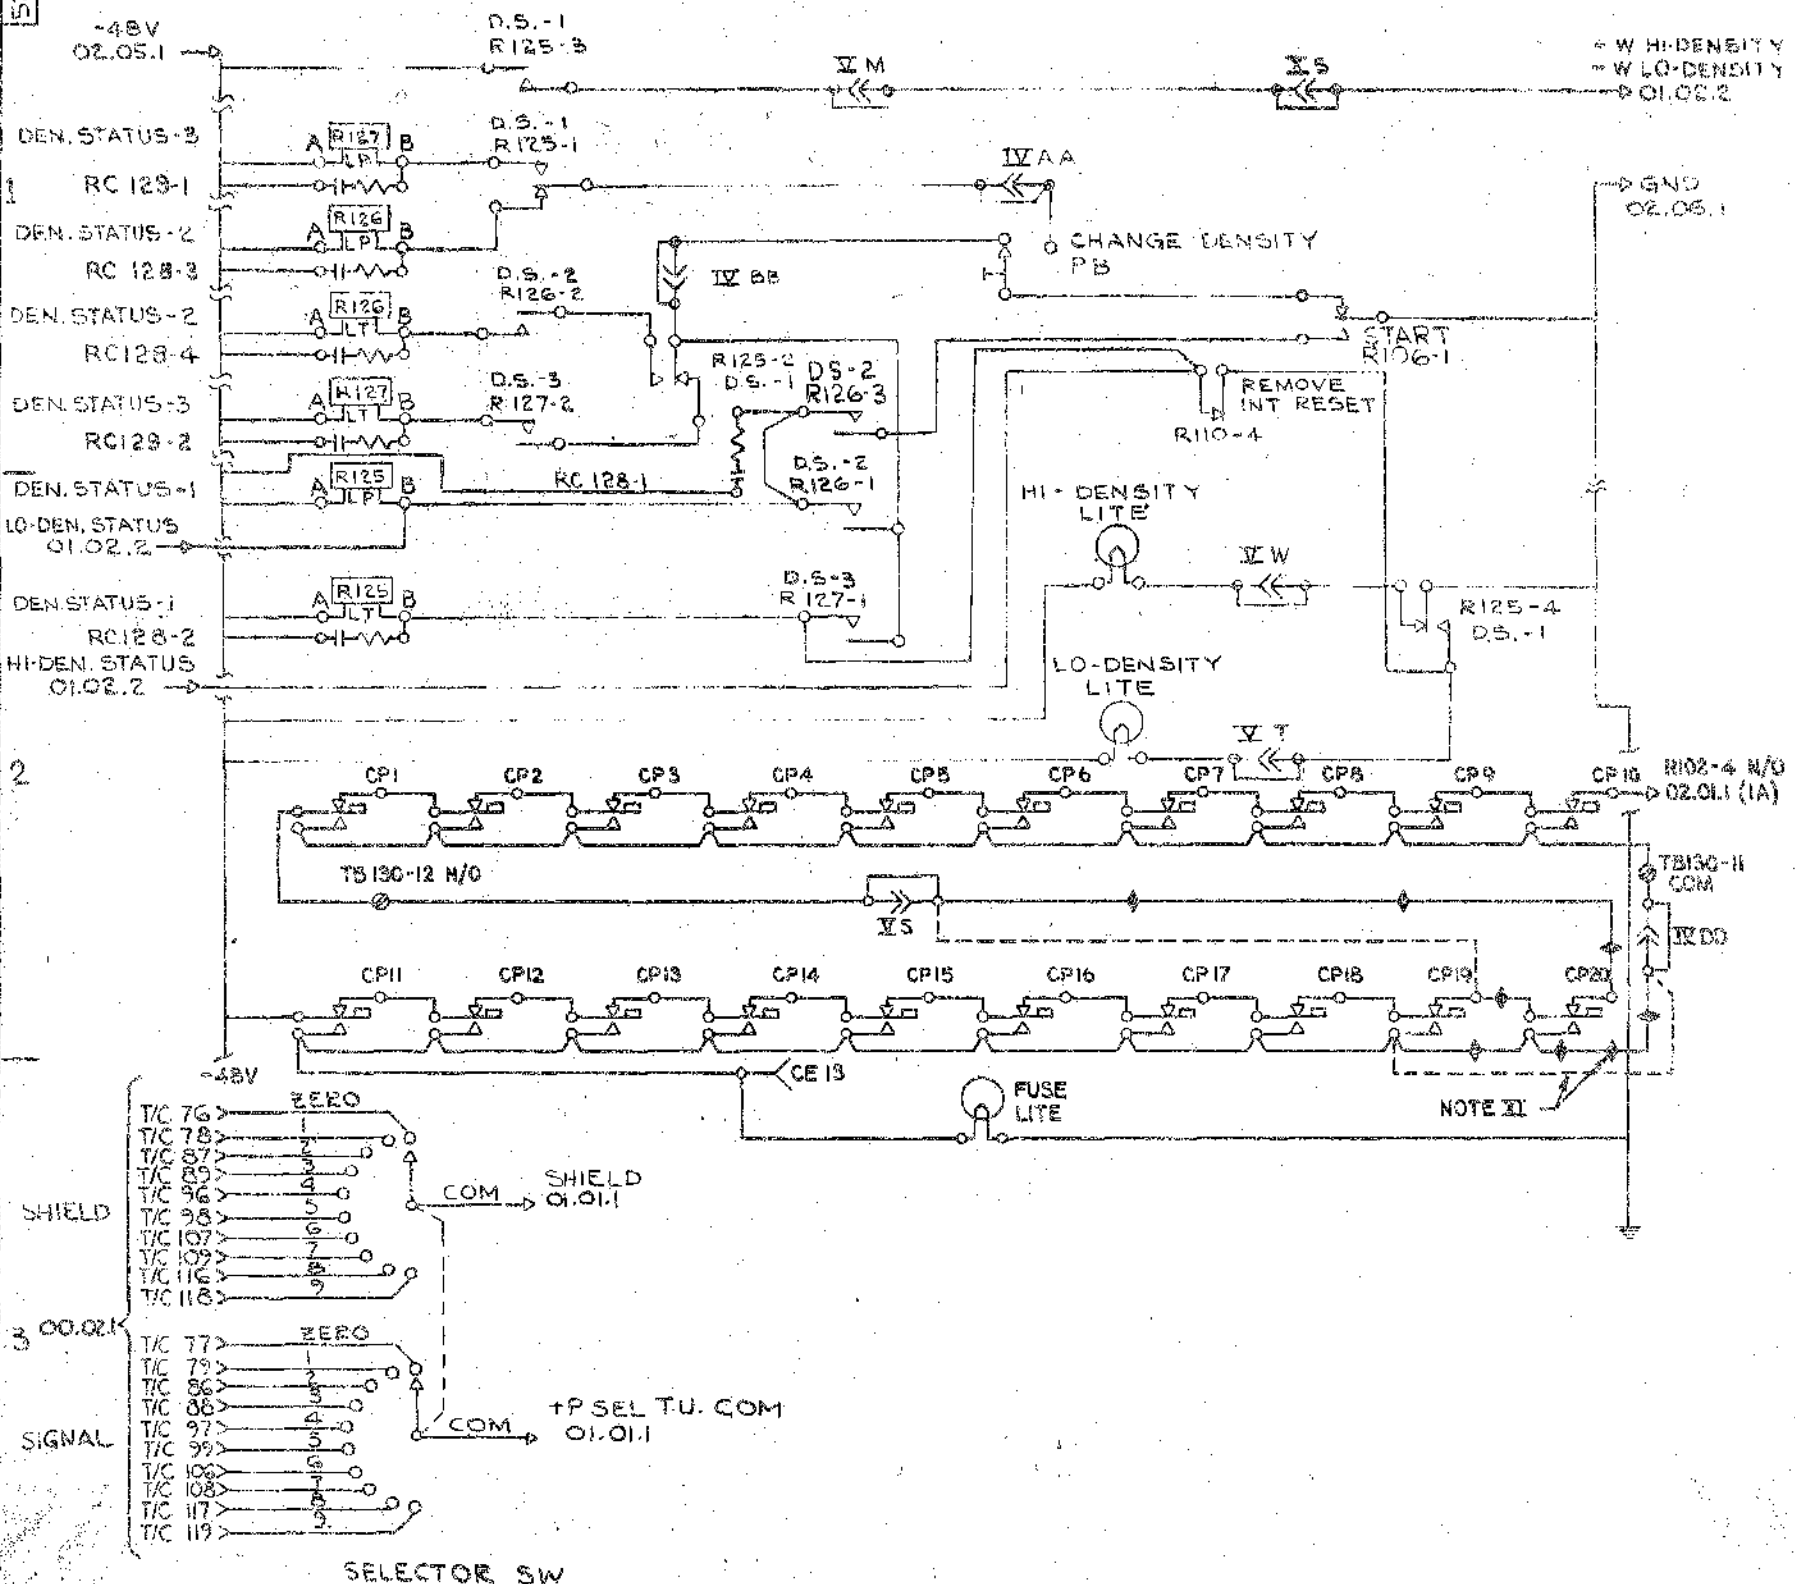 -48V
02.05.1
D.S.-1
R125-3
V M
V S
W HI-DENSITY
W LO-DENSITY
01.02.2
DEN. STATUS-3
A R127 B
LP
D.S.-1
R125-1
1
RC 129-1
IV AA
GND
02.06.1
DEN. STATUS-2
A R126 B
LP
RC 128-3
CHANGE DENSITY
PB
IV BB
D.S.-2
R126-2
DEN. STATUS-2
A R126 B
LT
RC128-4
START
R106-1
R125-2
D.S.-1
DS-2
R126-3
DEN. STATUS-3
A R127 B
LT
RC129-2
D.S.-3
R127-2
REMOVE
INT RESET
R110-4
DEN. STATUS-1
A R125 B
LP
RC 128-1
D.S.-2
R126-1
HI-DENSITY
LITE
LO-DEN. STATUS
01.02.2
V W
DEN. STATUS-1
A R125 B
LT
RC128-2
D.S-3
R127-1
R125-4
D.S.-1
HI-DEN. STATUS
01.02.2
LO-DENSITY
LITE
V T
2
CP1 CP2 CP3 CP4 CP5 CP6 CP7 CP8 CP9 CP10
R102-4 N/O
02.01.1 (1A)
TB130-12 N/O
TB130-11
COM
V S
IV DD
CP11 CP12 CP13 CP14 CP15 CP16 CP17 CP18 CP19 CP20
-48V
CE 13
FUSE
LITE
NOTE XI
SHIELD
T/C 76 ZERO
T/C 78 1
T/C 87 2
T/C 89 3
T/C 96 4
T/C 98 5
T/C 107 6
T/C 109 7
T/C 116 8
T/C 118 9
COM
SHIELD
01.01.1
3
00.02.1
SIGNAL
T/C 77 ZERO
T/C 79 1
T/C 86 2
T/C 88 3
T/C 97 4
T/C 99 5
T/C 106 6
T/C 108 7
T/C 117 8
T/C 119 9
COM
+P SEL T.U. COM
01.01.1
SELECTOR SW